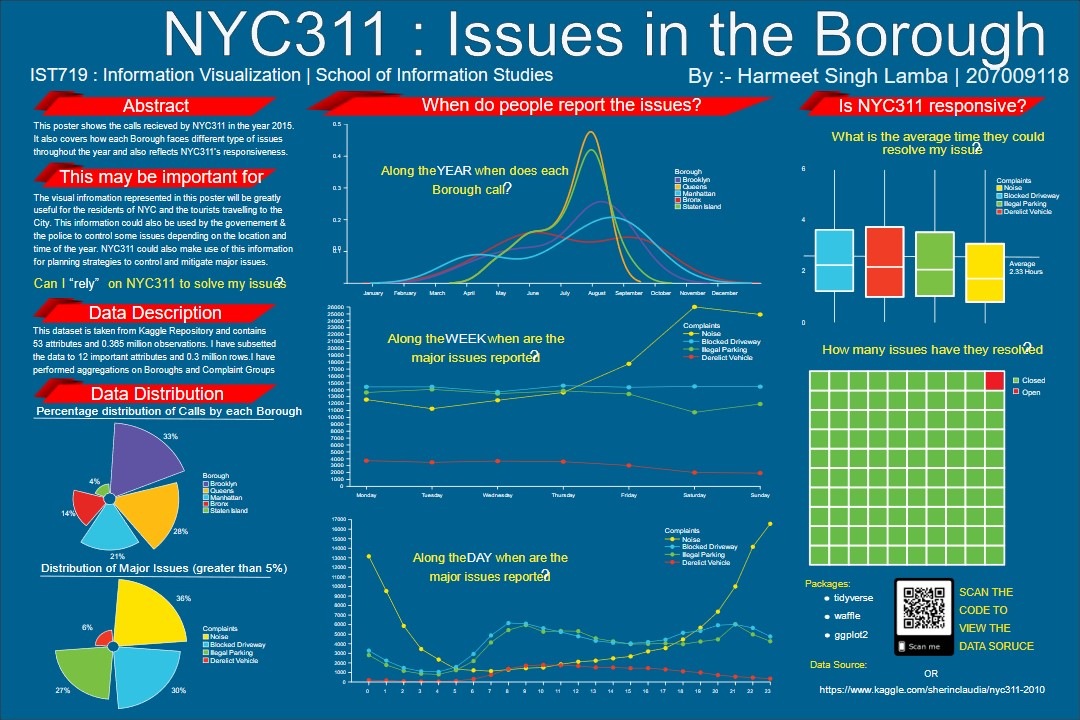 NYC311 : Issues in the Borough
IST719 : Information Visualization | School of Information Studies
By :- Harmeet Singh Lamba | 207009118
Abstract
This poster shows the calls recieved by NYC311 in the year 2015.
It also covers how each Borough faces different type of issues
throughout the year and also reflects NYC311's responsiveness.
This may be important for
The visual infromation represented in this poster will be greatly
useful for the residents of NYC and the tourists travelling to the
City. This information could also be used by the governement &
the police to control some issues depending on the location and
time of the year. NYC311 could also make use of this information
for planning strategies to control and mitigate major issues.
Can I "rely" on NYC311 to solve my issues?
Data Description
This dataset is taken from Kaggle Repository and contains
53 attributes and 0.365 million observations. I have subsetted
the data to 12 important attributes and 0.3 million rows.I have
performed aggregations on Boroughs and Complaint Groups
Data Distribution
Percentage distribution of Calls by each Borough
33%
4%
14%
28%
21%
Borough
Brooklyn
Queens
Manhattan
Bronx
Staten Island
Distribution of Major Issues (greater than 5%)
36%
6%
27%
30%
Complaints
Noise
Blocked Driveway
Illegal Parking
Derelict Vehicle
When do people report the issues?
0.5
0.4
0.3
0.2
0.1
0.0
Along the YEAR when does each
Borough call?
Borough
Brooklyn
Queens
Manhattan
Bronx
Staten Island
January February March April May June July August September October November December
26000
25000
24000
23000
22000
21000
20000
19000
18000
17000
16000
15000
14000
13000
12000
11000
10000
9000
8000
7000
6000
5000
4000
3000
2000
1000
0
Along the WEEK when are the
major issues reported?
Complaints
Noise
Blocked Driveway
Illegal Parking
Derelict Vehicle
Monday Tuesday Wednesday Thursday Friday Saturday Sunday
17000
16000
15000
14000
13000
12000
11000
10000
9000
8000
7000
6000
5000
4000
3000
2000
1000
0
Along the DAY when are the
major issues reported?
Complaints
Noise
Blocked Driveway
Illegal Parking
Derelict Vehicle
0 1 2 3 4 5 6 7 8 9 10 11 12 13 14 15 16 17 18 19 20 21 22 23
Is NYC311 responsive?
What is the average time they could
resolve my issue?
6
4
2
0
Complaints
Noise
Blocked Driveway
Illegal Parking
Derelict Vehicle
Average
2.33 Hours
How many issues have they resolved?
Closed
Open
Packages:
tidyverse
waffle
ggplot2
Scan me
SCAN THE
CODE TO
VIEW THE
DATA SORUCE
Data Source:
OR
https://www.kaggle.com/sherinclaudia/nyc311-2010